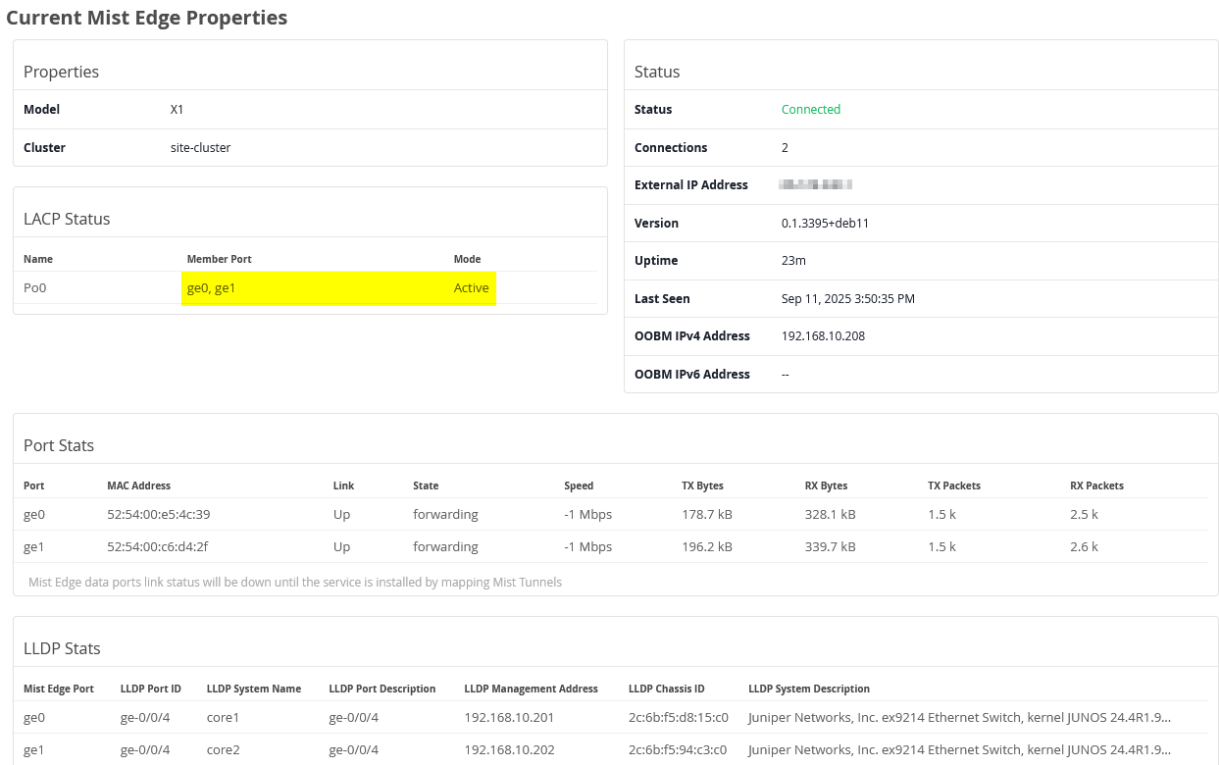 Current Mist Edge Properties
Properties
Model X1
Cluster site-cluster
LACP Status
Name Member Port Mode
Po0 ge0, ge1 Active
Status
Status Connected
Connections 2
External IP Address
Version 0.1.3395+deb11
Uptime 23m
Last Seen Sep 11, 2025 3:50:35 PM
OOBM IPv4 Address 192.168.10.208
OOBM IPv6 Address --
Port Stats
Port MAC Address Link State Speed TX Bytes RX Bytes TX Packets RX Packets
ge0 52:54:00:e5:4c:39 Up forwarding -1 Mbps 178.7 kB 328.1 kB 1.5 k 2.5 k
ge1 52:54:00:c6:d4:2f Up forwarding -1 Mbps 196.2 kB 339.7 kB 1.5 k 2.6 k
Mist Edge data ports link status will be down until the service is installed by mapping Mist Tunnels
LLDP Stats
Mist Edge Port LLDP Port ID LLDP System Name LLDP Port Description LLDP Management Address LLDP Chassis ID LLDP System Description
ge0 ge-0/0/4 core1 ge-0/0/4 192.168.10.201 2c:6b:f5:d8:15:c0 Juniper Networks, Inc. ex9214 Ethernet Switch, kernel JUNOS 24.4R1.9...
ge1 ge-0/0/4 core2 ge-0/0/4 192.168.10.202 2c:6b:f5:94:c3:c0 Juniper Networks, Inc. ex9214 Ethernet Switch, kernel JUNOS 24.4R1.9...